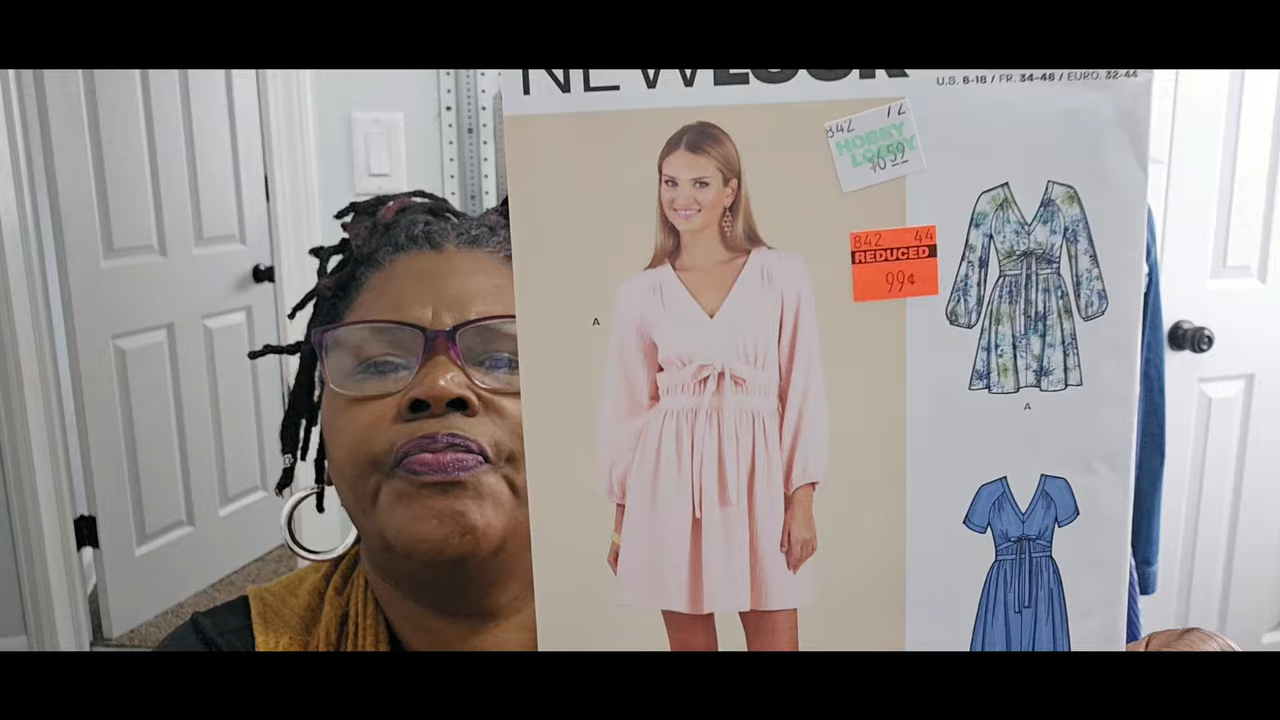 NEW LOOK
U.S. 6-18 / FR. 34-46 / EURO. 32-44
842 12
HOBBY
LOBBY
$6.59
842 44
REDUCED
99¢
A
A